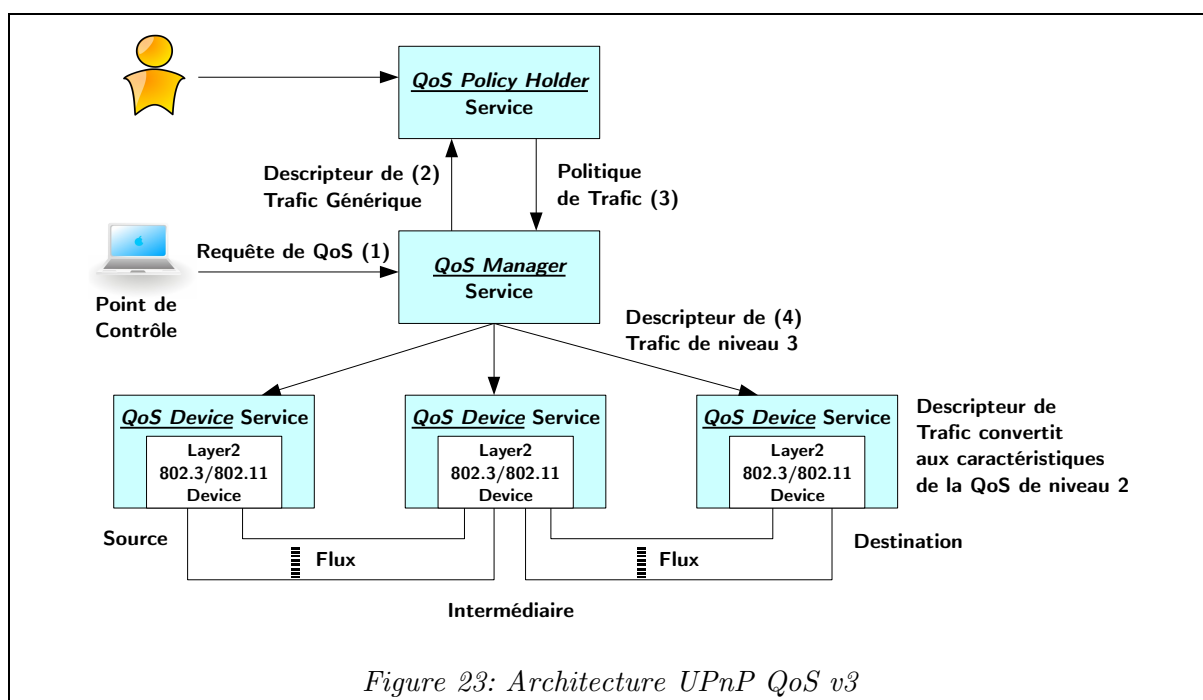 QoS Policy Holder
Service
Descripteur de (2)
Trafic Générique
Politique
de Trafic (3)
Requête de QoS (1)
Point de
Contrôle
QoS Manager
Service
Descripteur de (4)
Trafic de niveau 3
QoS Device Service
Layer2
802.3/802.11
Device
QoS Device Service
Layer2
802.3/802.11
Device
QoS Device Service
Layer2
802.3/802.11
Device
Descripteur de
Trafic convertit
aux caractéristiques
de la QoS de niveau 2
Source
Flux
Flux
Destination
Intermédiaire
Figure 23: Architecture UPnP QoS v3